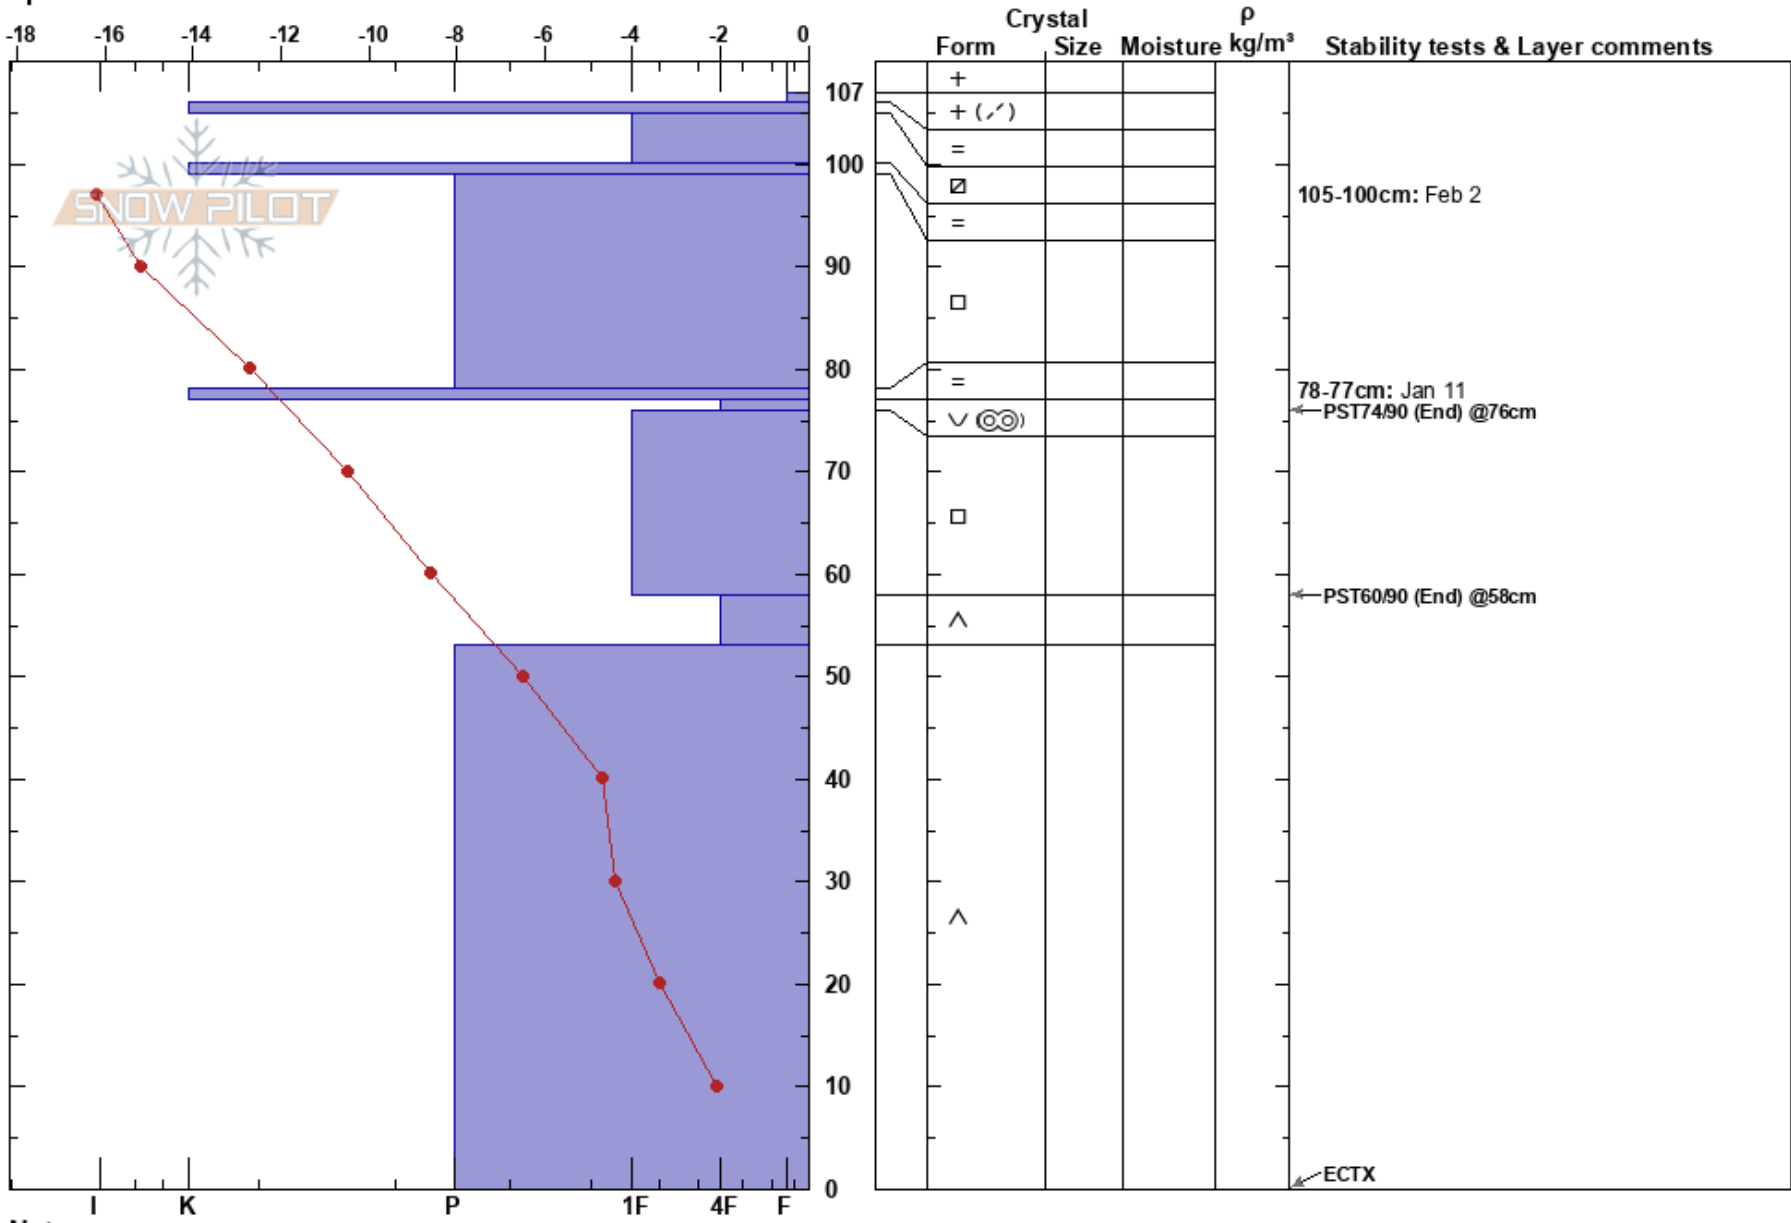 Crystal ρ
-18 -16 -14 -12 -10 -8 -6 -4 -2 0 Form Size Moisture kg/m³ Stability tests & Layer comments
107 +
+ (
=
100
SNOW PILOT 105-100cm: Feb 2
=
90
80
= 78-77cm: Jan 11
PST74/90 (End) @76cm
70
60
PST60/90 (End) @58cm
50
40
30
20
10
ECTX
0
I K P 1F 4F F